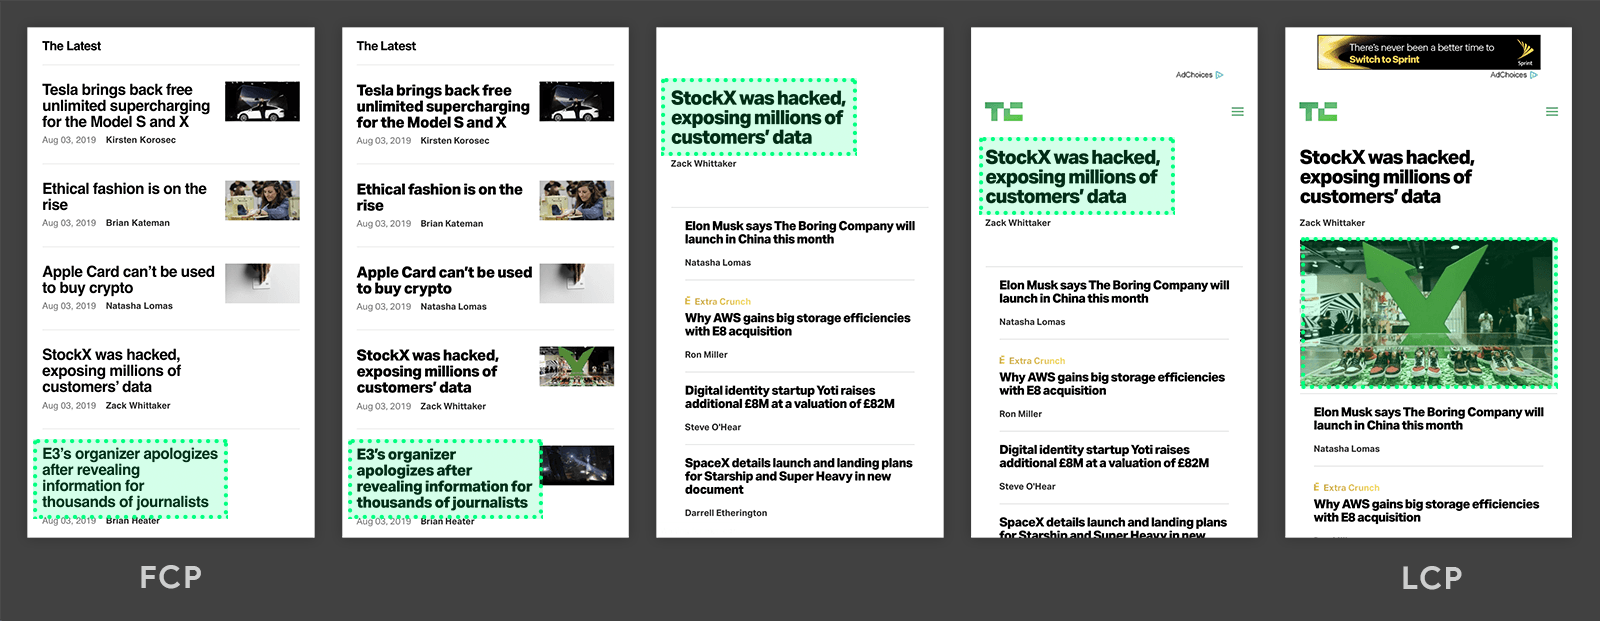 The Latest
Tesla brings back free
unlimited supercharging
for the Model S and X
Aug 03, 2019 Kirsten Korosec
Ethical fashion is on the
rise
Aug 03, 2019 Brian Kateman
Apple Card can't be used
to buy crypto
Aug 03, 2019 Natasha Lomas
StockX was hacked,
exposing millions of
customers' data
Aug 03, 2019 Zack Whittaker
E3's organizer apologizes
after revealing
information for
thousands of journalists
Aug 03, 2019 Brian Heater
The Latest
Tesla brings back free
unlimited supercharging
for the Model S and X
Aug 03, 2019 Kirsten Korosec
Ethical fashion is on the
rise
Aug 03, 2019 Brian Kateman
Apple Card can't be used
to buy crypto
Aug 03, 2019 Natasha Lomas
StockX was hacked,
exposing millions of
customers' data
Aug 03, 2019 Zack Whittaker
E3's organizer
apologizes after
revealing information for
thousands of journalists
Aug 03, 2019 Brian Heater
StockX was hacked,
exposing millions of
customers' data
Zack Whittaker
Elon Musk says The Boring Company will
launch in China this month
Natasha Lomas
Extra Crunch
Why AWS gains big storage efficiencies
with E8 acquisition
Ron Miller
Digital identity startup Yoti raises
additional £8M at a valuation of £82M
Steve O'Hear
SpaceX details launch and landing plans
for Starship and Super Heavy in new
document
Darrell Etherington
AdChoices
TC
StockX was hacked,
exposing millions of
customers' data
Zack Whittaker
Elon Musk says The Boring Company will
launch in China this month
Natasha Lomas
Extra Crunch
Why AWS gains big storage efficiencies
with E8 acquisition
Ron Miller
Digital identity startup Yoti raises
additional £8M at a valuation of £82M
Steve O'Hear
SpaceX details launch and landing plans
for Starship and Super Heavy in new
There's never been a better time to
Switch to Sprint
Sprint
AdChoices
TC
StockX was hacked,
exposing millions of
customers' data
Zack Whittaker
Elon Musk says The Boring Company will
launch in China this month
Natasha Lomas
Extra Crunch
Why AWS gains big storage efficiencies
with E8 acquisition
FCP
LCP